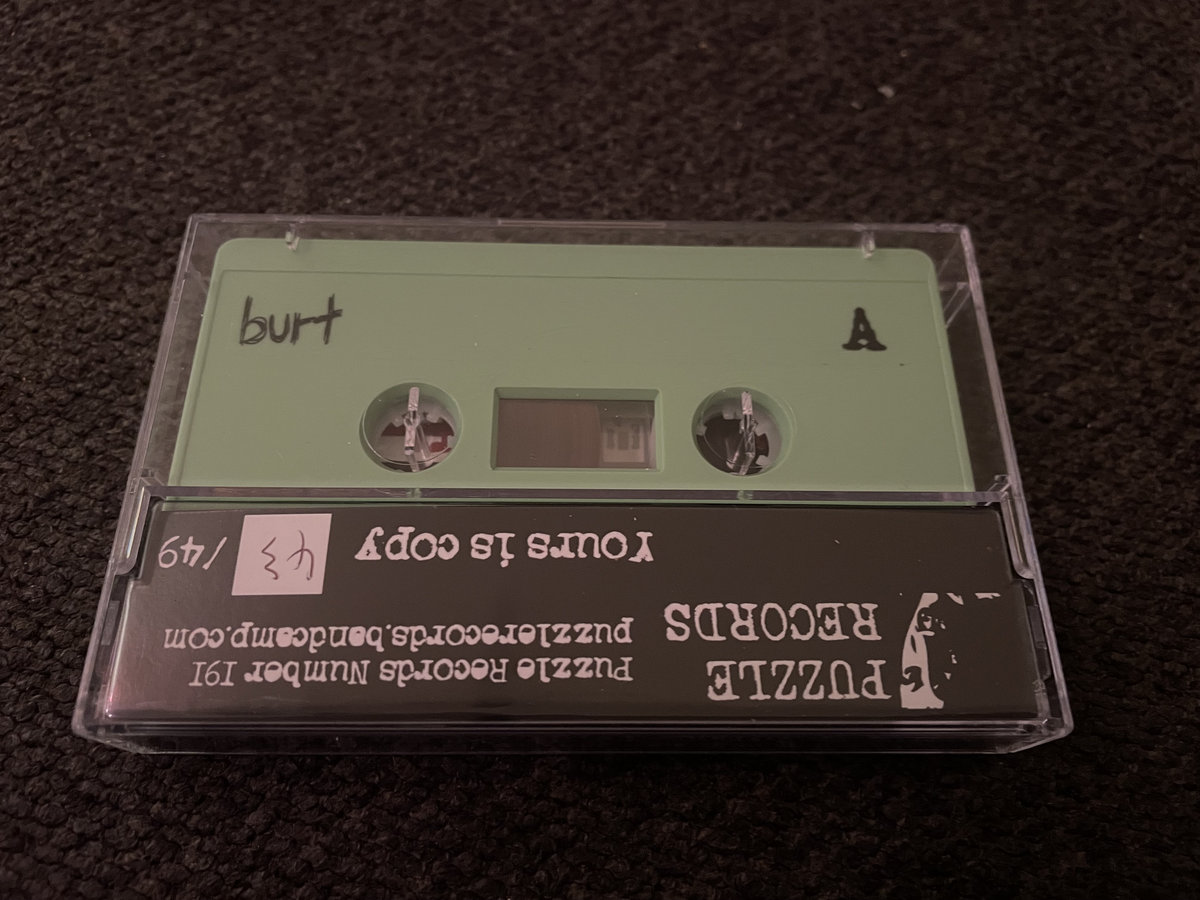 burt
A
PUZZLE
RECORDS
Puzzle Records Number 191
puzzlerecords.bandcamp.com
Yours is copy 43 /49